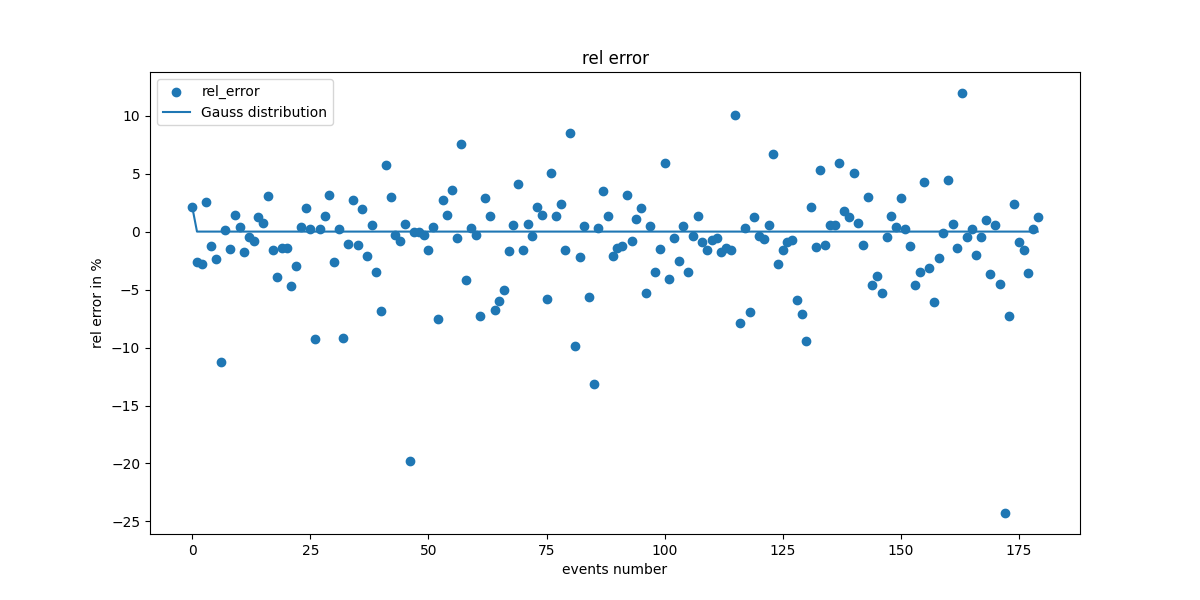 rel error
rel_error
Gauss distribution
10
5
0
−5
−10
−15
−20
−25
rel error in %
0 25 50 75 100 125 150 175
events number